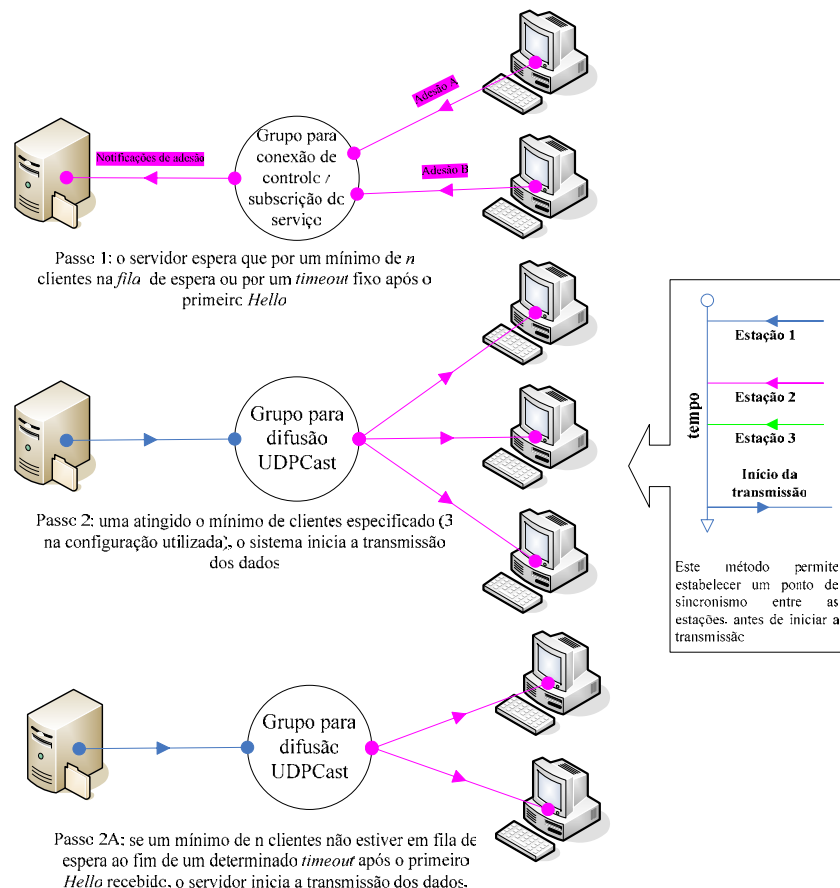 Adesão A
Grupo para
conexão de
controle /
subscrição de
serviço
Notificações de adesão
Adesão B
Passo 1: o servidor espera que por um mínimo de n
clientes na fila de espera ou por um timeout fixo após o
primeiro Hello
Grupo para
difusão
UDPCast
Passo 2: uma atingido o mínimo de clientes especificado (3
na configuração utilizada), o sistema inicia a transmissão
dos dados
tempo
Estação 1
Estação 2
Estação 3
Início da
transmissão
Este método permite
estabelecer um ponto de
sincronismo entre as
estações, antes de iniciar a
transmissão
Grupo para
difusão
UDPCast
Passo 2A: se um mínimo de n clientes não estiver em fila de
espera ao fim de um determinado timeout após o primeiro
Hello recebido, o servidor inicia a transmissão dos dados.